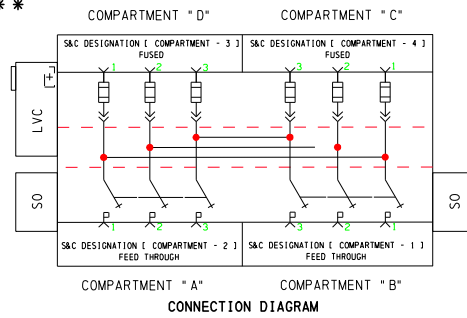 * *
COMPARTMENT "D" COMPARTMENT "C"
S&C DESIGNATION [ COMPARTMENT - 3 ] S&C DESIGNATION [ COMPARTMENT - 4 ]
FUSED FUSED
1 2 3 3 2 1
[+]
LVC
SO SO
1 2 3 3 2 1
S&C DESIGNATION [ COMPARTMENT - 2 ] S&C DESIGNATION [ COMPARTMENT - 1 ]
FEED THROUGH FEED THROUGH
COMPARTMENT "A" COMPARTMENT "B"
CONNECTION DIAGRAM